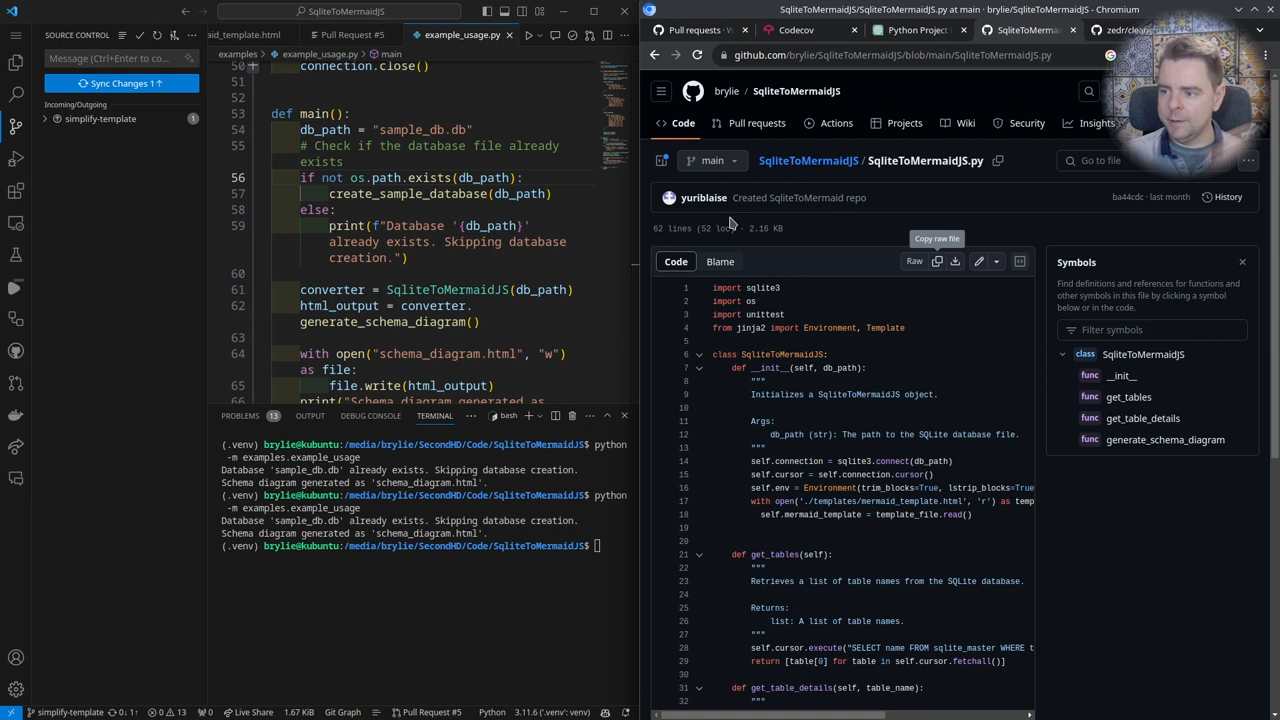 SqliteToMermaidJS
SOURCE CONTROL
Message (Ctrl+Enter to com...
Sync Changes 1↑
Incoming/Outgoing
simplify-template 1
aid_template.html
Pull Request #5
example_usage.py
examples > example_usage.py > main
50 connection.close()
51
52
53 def main():
54 db_path = "sample_db.db"
55 # Check if the database file already
exists
56 if not os.path.exists(db_path):
57 create_sample_database(db_path)
58 else:
59 print(f"Database '{db_path}'
already exists. Skipping database
creation.")
60
61 converter = SqliteToMermaidJS(db_path)
62 html_output = converter.
generate_schema_diagram()
63
64 with open("schema_diagram.html", "w")
as file:
65 file.write(html_output)
print("Schema diagram generated as
PROBLEMS 13 OUTPUT DEBUG CONSOLE TERMINAL bash
(.venv) brylie@kubuntu:/media/brylie/SecondHD/Code/SqliteToMermaidJS$ python
-m examples.example_usage
Database 'sample_db.db' already exists. Skipping database creation.
Schema diagram generated as 'schema_diagram.html'.
(.venv) brylie@kubuntu:/media/brylie/SecondHD/Code/SqliteToMermaidJS$ python
-m examples.example_usage
Database 'sample_db.db' already exists. Skipping database creation.
Schema diagram generated as 'schema_diagram.html'.
(.venv) brylie@kubuntu:/media/brylie/SecondHD/Code/SqliteToMermaidJS$
simplify-template 0↓ 1↑ 0 13 0 Live Share 1.67 KiB Git Graph Pull Request #5 Python 3.11.6 ('.venv': venv)
SqliteToMermaidJS/SqliteToMermaidJS.py at main · brylie/SqliteToMermaidJS - Chromium
Pull requests · W
Codecov
Python Project
SqliteToMermai
zedr/clean
github.com/brylie/SqliteToMermaidJS/blob/main/SqliteToMermaidJS.py
brylie / SqliteToMermaidJS
Code Pull requests Actions Projects Wiki Security Insights
main
SqliteToMermaidJS / SqliteToMermaidJS.py
Go to file
yuriblaise Created SqliteToMermaid repo
ba44cdc · last month
History
62 lines (52 loc) · 2.16 KB
Copy raw file
Code Blame
Raw
1 import sqlite3
2 import os
3 import unittest
4 from jinja2 import Environment, Template
5
6 class SqliteToMermaidJS:
7 def __init__(self, db_path):
8 """
9 Initializes a SqliteToMermaidJS object.
10
11 Args:
12 db_path (str): The path to the SQLite database file.
13 """
14 self.connection = sqlite3.connect(db_path)
15 self.cursor = self.connection.cursor()
16 self.env = Environment(trim_blocks=True, lstrip_blocks=True
17 with open('./templates/mermaid_template.html', 'r') as temp
18 self.mermaid_template = template_file.read()
19
20
21 def get_tables(self):
22 """
23 Retrieves a list of table names from the SQLite database.
24
25 Returns:
26 list: A list of table names.
27 """
28 self.cursor.execute("SELECT name FROM sqlite_master WHERE t
29 return [table[0] for table in self.cursor.fetchall()]
30
31 def get_table_details(self, table_name):
32 """
Symbols
Find definitions and references for functions and
other symbols in this file by clicking a symbol
below or in the code.
Filter symbols
class SqliteToMermaidJS
func __init__
func get_tables
func get_table_details
func generate_schema_diagram